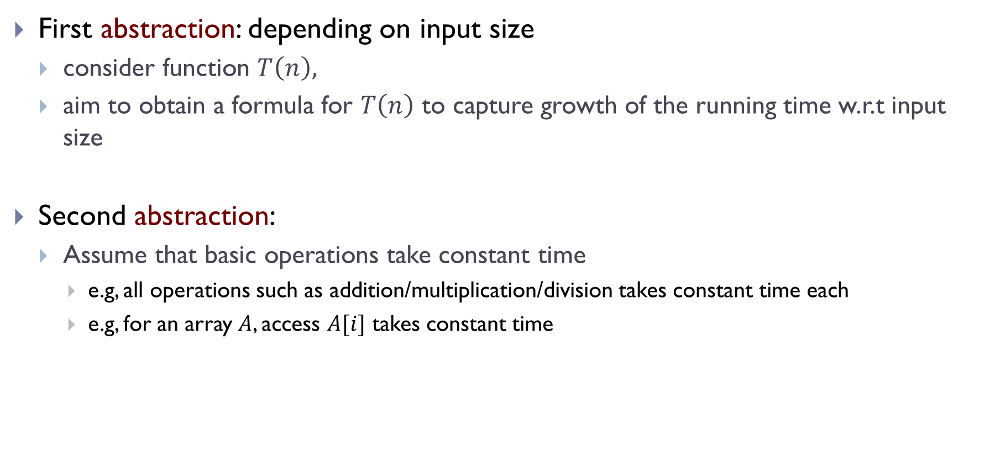 First abstraction: depending on input size
consider function T(n),
aim to obtain a formula for T(n) to capture growth of the running time w.r.t input
size
Second abstraction:
Assume that basic operations take constant time
e.g, all operations such as addition/multiplication/division takes constant time each
e.g, for an array A, access A[i] takes constant time